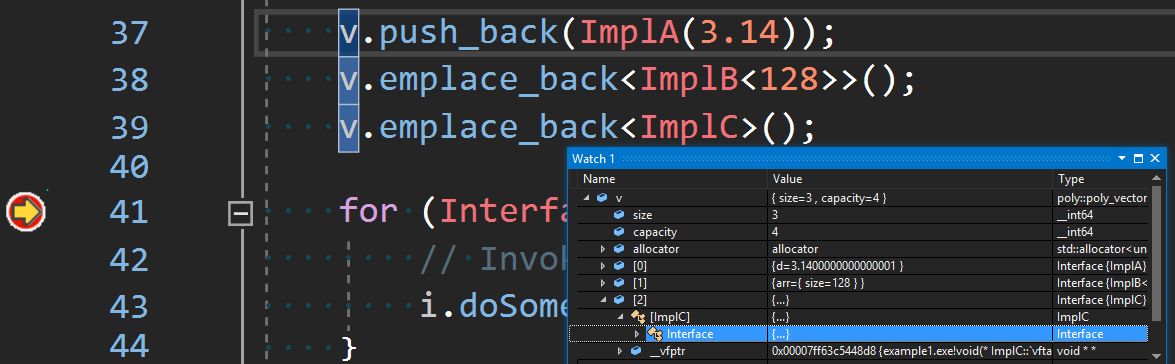 37 v.push_back(ImplA(3.14));
38 v.emplace_back<ImplB<128>>();
39 v.emplace_back<ImplC>();
40
41 for (Interfa
42 // Invok
43 i.doSome
44 }
Watch 1
Name Value Type
v { size=3 , capacity=4 } poly::poly_vector
size 3 __int64
capacity 4 __int64
allocator allocator std::allocator<un
[0] {d=3.1400000000000001 } Interface {ImplA}
[1] {arr={ size=128 } } Interface {ImplB<
[2] {...} Interface {ImplC}
[ImplC] {...} ImplC
Interface {...} Interface
__vfptr 0x00007ff63c5448d8 {example1.exe!void(* ImplC::`vfta void * *